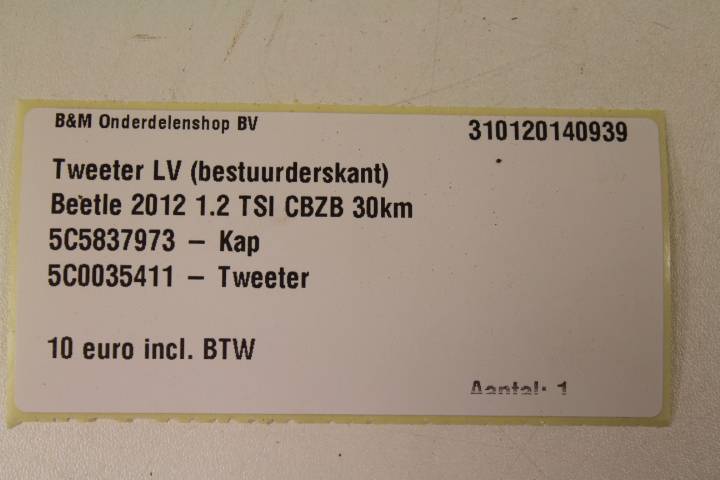 B&M Onderdelenshop BV 310120140939
Tweeter LV (bestuurderskant)
Beetle 2012 1.2 TSI CBZB 30km
5C5837973 – Kap
5C0035411 – Tweeter
10 euro incl. BTW
Aantal: 1